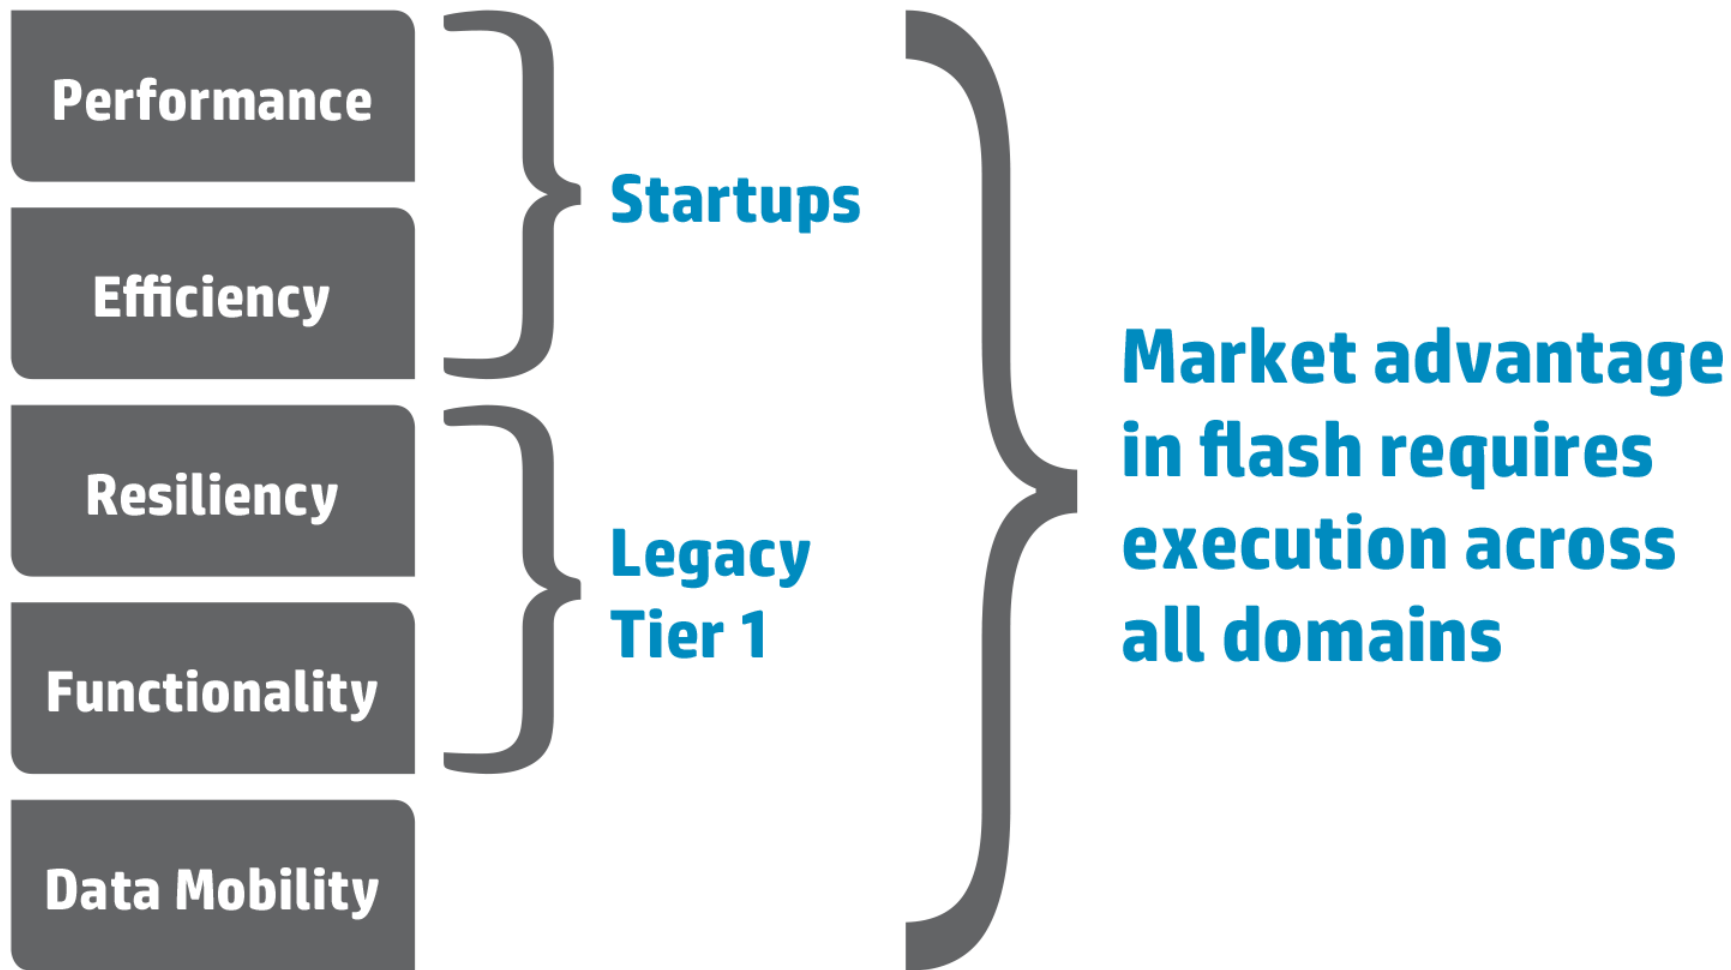 Performance
Efficiency
Resiliency
Functionality
Data Mobility
Startups
Legacy
Tier 1
Market advantage
in flash requires
execution across
all domains